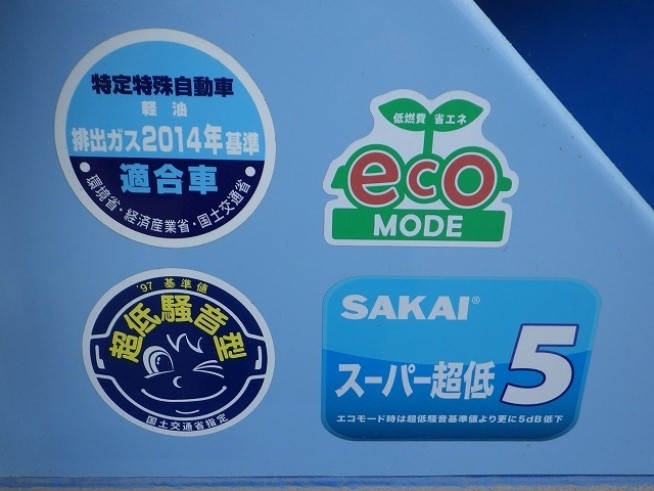 特定特殊自動車
軽油
排出ガス2014年基準
適合車
・環境省・経済産業省・国土交通省・
低燃費 省エネ
eco
MODE
'97 基準値
超低騒音型
国土交通省指定
SAKAI®
スーパー超低5
エコモード時は超低騒音基準値より更に5dB低下